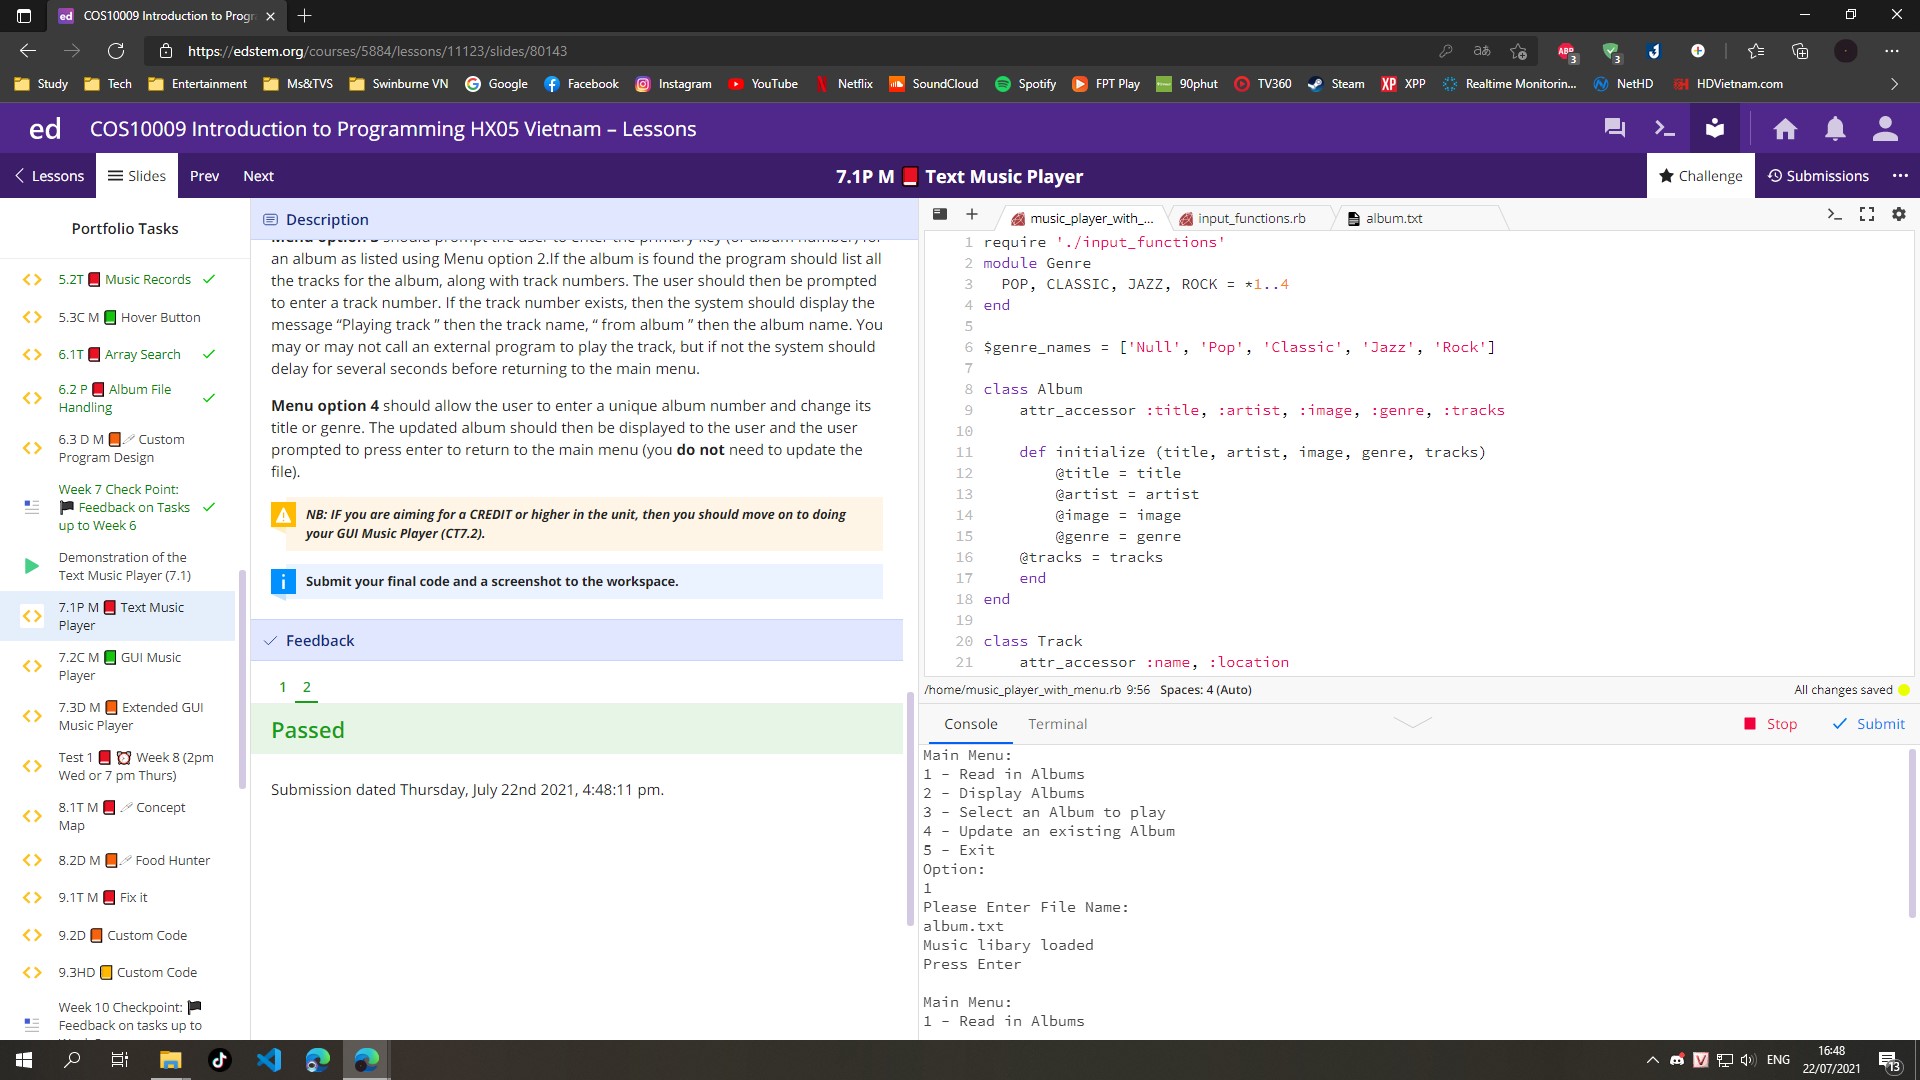 COS10009 Introduction to Progr
https://edstem.org/courses/5884/lessons/11123/slides/80143
Study
Tech
Entertainment
Ms&TVS
Swinburne VN
Google
Facebook
Instagram
YouTube
Netflix
SoundCloud
Spotify
FPT Play
90phut
TV360
Steam
XPP
Realtime Monitorin...
NetHD
HDVietnam.com
ed COS10009 Introduction to Programming HX05 Vietnam – Lessons
Lessons
Slides
Prev
Next
7.1P M 📕 Text Music Player
Challenge
Submissions
Portfolio Tasks
5.2T 📕 Music Records
5.3C M 📗 Hover Button
6.1T 📕 Array Search
6.2 P 📕 Album File
Handling
6.3 D M 📙 Custom
Program Design
Week 7 Check Point:
🏴 Feedback on Tasks
up to Week 6
Demonstration of the
Text Music Player (7.1)
7.1P M 📕 Text Music
Player
7.2C M 📗 GUI Music
Player
7.3D M 📙 Extended GUI
Music Player
Test 1 📕 ⏰ Week 8 (2pm
Wed or 7 pm Thurs)
8.1T M 📕 Concept
Map
8.2D M 📙 Food Hunter
9.1T M 📕 Fix it
9.2D 📙 Custom Code
9.3HD 📒 Custom Code
Week 10 Checkpoint: 🏴
Feedback on tasks up to
Description
Menu option 3 should prompt the user to enter the primary key (or album number) for
an album as listed using Menu option 2.If the album is found the program should list all
the tracks for the album, along with track numbers. The user should then be prompted
to enter a track number. If the track number exists, then the system should display the
message “Playing track ” then the track name, “ from album ” then the album name. You
may or may not call an external program to play the track, but if not the system should
delay for several seconds before returning to the main menu.
Menu option 4 should allow the user to enter a unique album number and change its
title or genre. The updated album should then be displayed to the user and the user
prompted to press enter to return to the main menu (you do not need to update the
file).
NB: IF you are aiming for a CREDIT or higher in the unit, then you should move on to doing
your GUI Music Player (CT7.2).
Submit your final code and a screenshot to the workspace.
Feedback
1 2
Passed
Submission dated Thursday, July 22nd 2021, 4:48:11 pm.
music_player_with_...
input_functions.rb
album.txt
1 require './input_functions'
2 module Genre
3 POP, CLASSIC, JAZZ, ROCK = *1..4
4 end
5
6 $genre_names = ['Null', 'Pop', 'Classic', 'Jazz', 'Rock']
7
8 class Album
9 attr_accessor :title, :artist, :image, :genre, :tracks
10
11 def initialize (title, artist, image, genre, tracks)
12 @title = title
13 @artist = artist
14 @image = image
15 @genre = genre
16 @tracks = tracks
17 end
18 end
19
20 class Track
21 attr_accessor :name, :location
/home/music_player_with_menu.rb 9:56 Spaces: 4 (Auto)
All changes saved
Console
Terminal
Stop
Submit
Main Menu:
1 - Read in Albums
2 - Display Albums
3 - Select an Album to play
4 - Update an existing Album
5 - Exit
Option:
1
Please Enter File Name:
album.txt
Music libary loaded
Press Enter
Main Menu:
1 - Read in Albums
ENG
16:48
22/07/2021
13